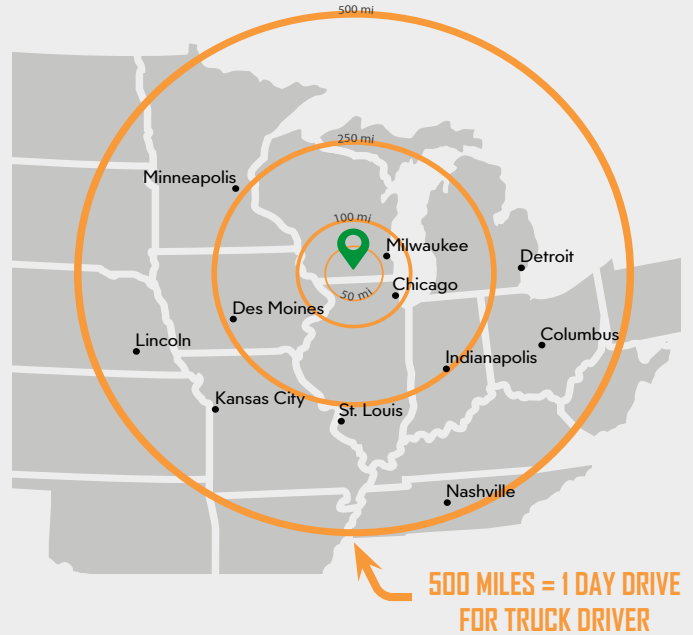 500 mi
250 mi
Minneapolis
100 mi
Milwaukee
Detroit
Chicago
50 mi
Des Moines
Columbus
Lincoln
Indianapolis
Kansas City
St. Louis
Nashville
500 MILES = 1 DAY DRIVE
FOR TRUCK DRIVER